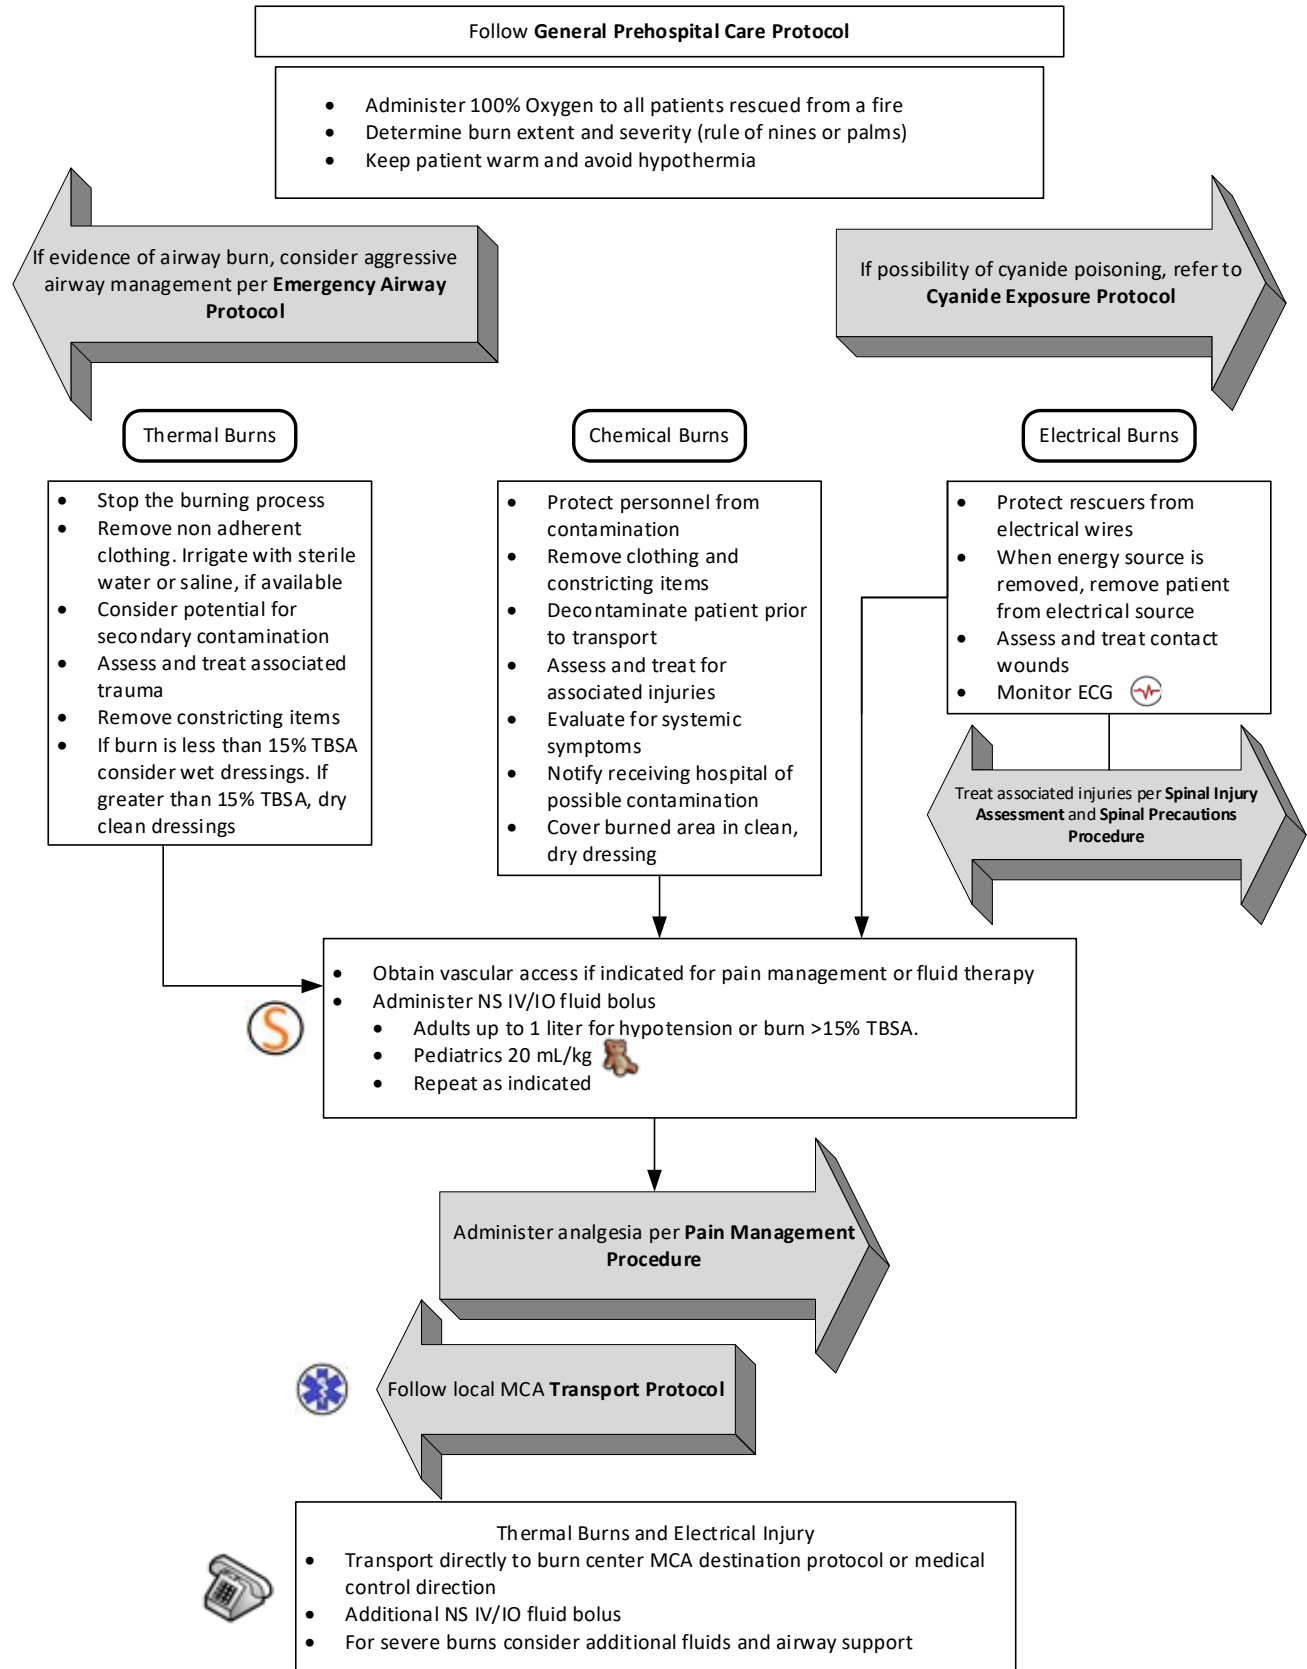 Follow General Prehospital Care Protocol
• Administer 100% Oxygen to all patients rescued from a fire
• Determine burn extent and severity (rule of nines or palms)
• Keep patient warm and avoid hypothermia
If evidence of airway burn, consider aggressive
airway management per Emergency Airway
Protocol
If possibility of cyanide poisoning, refer to
Cyanide Exposure Protocol
Thermal Burns
• Stop the burning process
• Remove non adherent
clothing. Irrigate with sterile
water or saline, if available
• Consider potential for
secondary contamination
• Assess and treat associated
trauma
• Remove constricting items
• If burn is less than 15% TBSA
consider wet dressings. If
greater than 15% TBSA, dry
clean dressings
Chemical Burns
• Protect personnel from
contamination
• Remove clothing and
constricting items
• Decontaminate patient prior
to transport
• Assess and treat for
associated injuries
• Evaluate for systemic
symptoms
• Notify receiving hospital of
possible contamination
• Cover burned area in clean,
dry dressing
Electrical Burns
• Protect rescuers from
electrical wires
• When energy source is
removed, remove patient
from electrical source
• Assess and treat contact
wounds
• Monitor ECG
Treat associated injuries per Spinal Injury
Assessment and Spinal Precautions
Procedure
S
• Obtain vascular access if indicated for pain management or fluid therapy
• Administer NS IV/IO fluid bolus
• Adults up to 1 liter for hypotension or burn >15% TBSA.
• Pediatrics 20 mL/kg
• Repeat as indicated
Administer analgesia per Pain Management
Procedure
Follow local MCA Transport Protocol
Thermal Burns and Electrical Injury
• Transport directly to burn center MCA destination protocol or medical
control direction
• Additional NS IV/IO fluid bolus
• For severe burns consider additional fluids and airway support